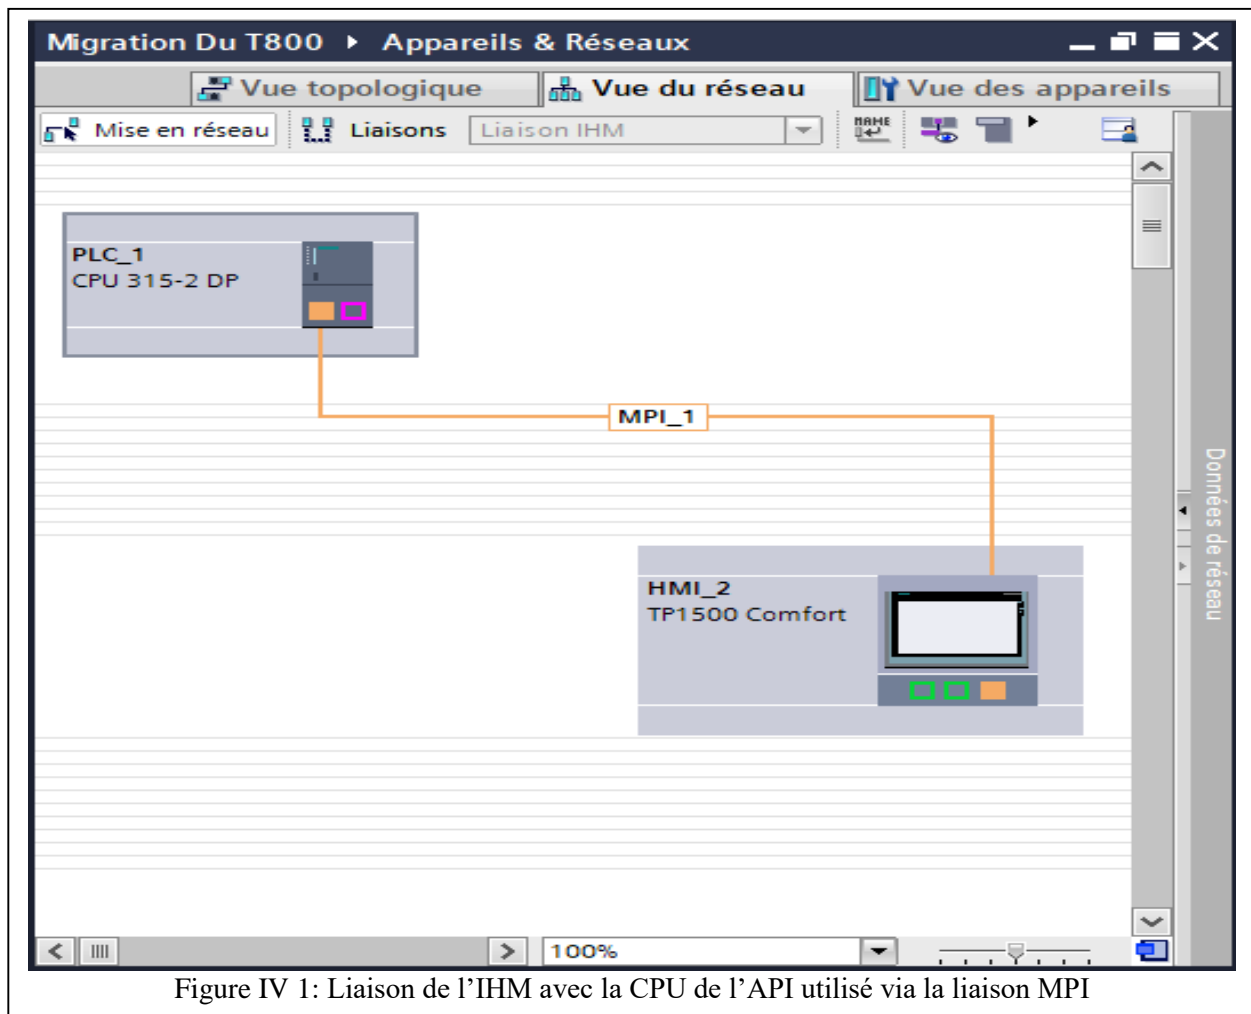 Migration Du T800 ▸ Appareils & Réseaux
Vue topologique
Vue du réseau
Vue des appareils
Mise en réseau
Liaisons
Liaison IHM
NAME
PLC_1
CPU 315-2 DP
MPI_1
HMI_2
TP1500 Comfort
Données de réseau
100%
Figure IV 1: Liaison de l’IHM avec la CPU de l’API utilisé via la liaison MPI